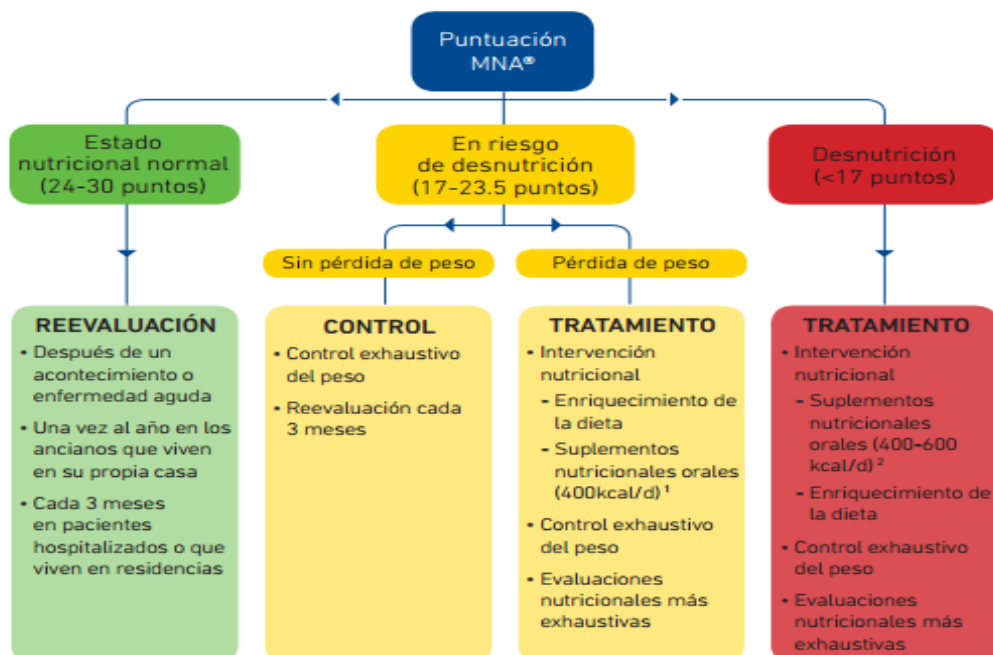 Puntuación
MNA®
Estado
nutricional normal
(24-30 puntos)
En riesgo
de desnutrición
(17-23.5 puntos)
Desnutrición
(<17 puntos)
Sin pérdida de peso
Pérdida de peso
REEVALUACIÓN
• Después de un
acontecimiento o
enfermedad aguda
• Una vez al año en los
ancianos que viven
en su propia casa
• Cada 3 meses
en pacientes
hospitalizados o que
viven en residencias
CONTROL
• Control exhaustivo
del peso
• Reevaluación cada
3 meses
TRATAMIENTO
• Intervención
nutricional
- Enriquecimiento de
la dieta
- Suplementos
nutricionales orales
(400kcal/d)¹
• Control exhaustivo
del peso
• Evaluaciones
nutricionales más
exhaustivas
TRATAMIENTO
• Intervención
nutricional
- Suplementos
nutricionales
orales (400-600
kcal/d)²
- Enriquecimiento de
la dieta
• Control exhaustivo
del peso
• Evaluaciones
nutricionales más
exhaustivas